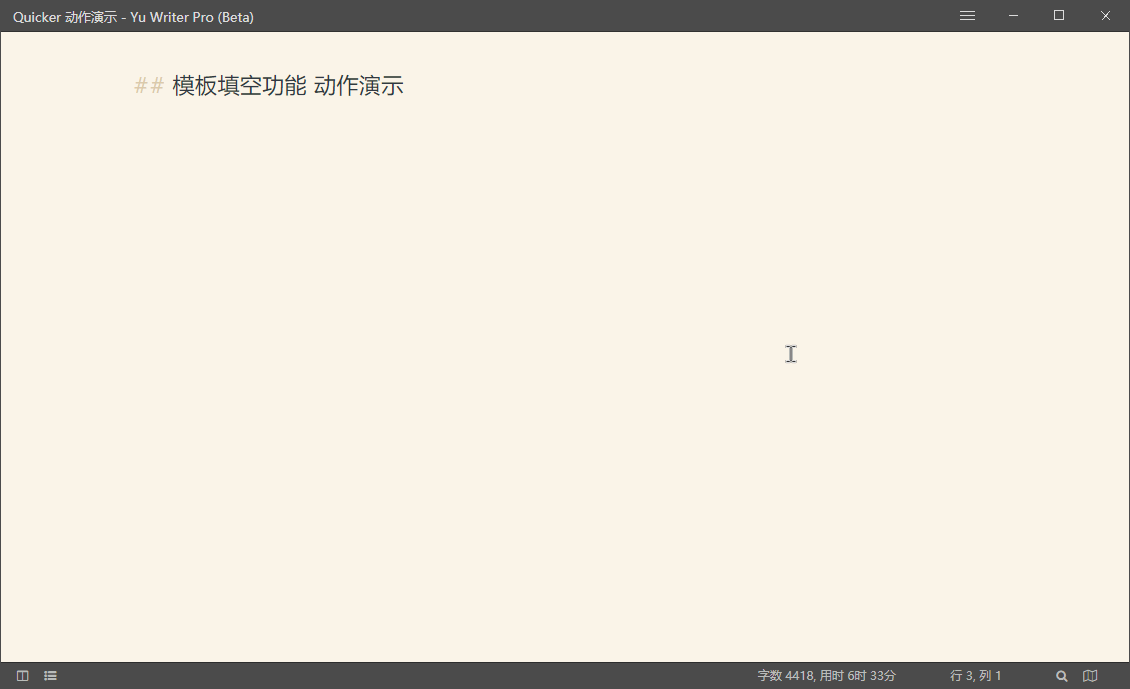 Quicker 动作演示 - Yu Writer Pro (Beta)
## 模板填空功能 动作演示
字数 4418, 用时 6时 33分 行 3, 列 1